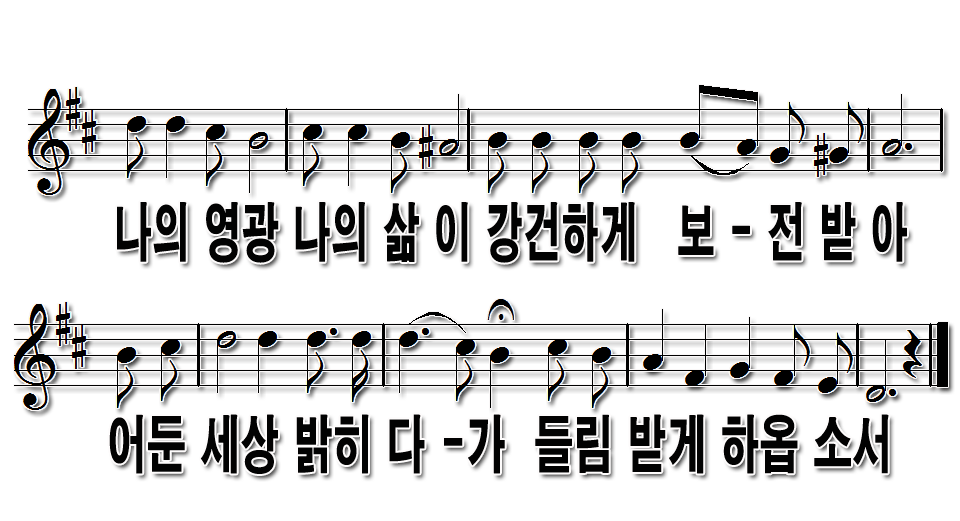 나의 영광 나의 삶 이 강건하게 보 - 전 받 아
어둔 세상 밝히 다 -가 들림 받게 하옵 소서